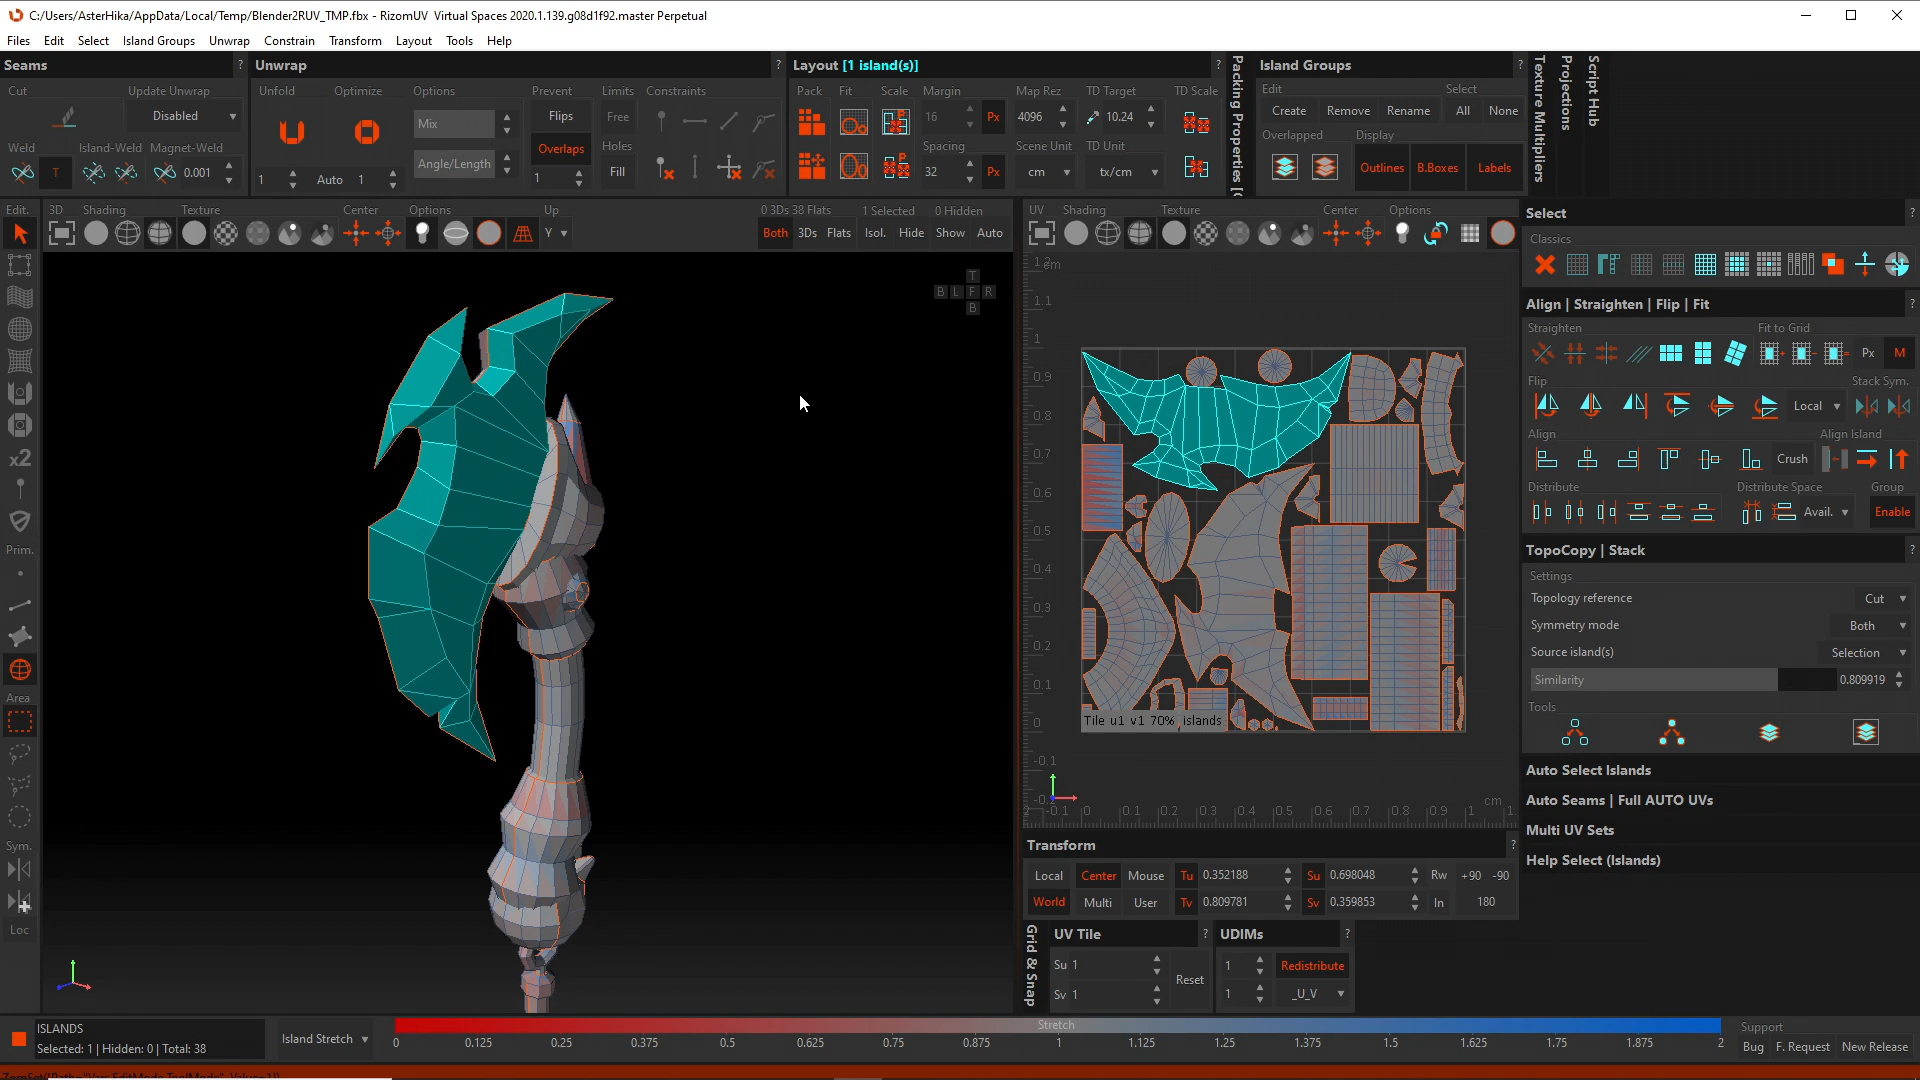 C:/Users/AsterHika/AppData/Local/Temp/Blender2RUV_TMP.fbx - RizomUV Virtual Spaces 2020.1.139.g08d1f92.master Perpetual
Files Edit Select Island Groups Unwrap Constrain Transform Layout Tools Help
Seams ?
Cut Update Unwrap
Disabled
Weld Island-Weld Magnet-Weld
T 0.001
Unwrap ?
Unfold Optimize Options Prevent Limits Constraints
Mix Flips Free
Overlaps Holes
Angle/Length Fill
1 Auto 1 1
Layout [1 island(s)] ?
Pack Fit Scale Margin Map Rez TD Target TD Scale
16 Px 4096 10.24
Spacing Scene Unit TD Unit
32 Px cm tx/cm
Packing Properties [
Island Groups ?
Edit Select
Create Remove Rename All None
Overlapped Display
Outlines B.Boxes Labels
Texture Multipliers
Projections
Script Hub
Edit. 3D Shading Texture Center Options Up
Y
0 3Ds 38 Flats 1 Selected 0 Hidden
Both 3Ds Flats Isol. Hide Show Auto
T
B L F R
B
x2
Prim.
Area
Sym.
Loc
UV Shading Texture Center Options
cm
1.1
1
0.9
0.8
0.7
0.6
0.5
0.4
0.3
0.2
0.1
0
-0.1
Tile u1 v1 70% islands
-0.1 0 0.1 0.2 0.3 0.4 0.5 0.6 0.7 0.8 0.9 1 cm
Select ?
Classics
Align | Straighten | Flip | Fit ?
Straighten Fit to Grid
Px M
Flip Stack Sym.
Local
Align Align Island
Crush
Distribute Distribute Space Group
Avail. Enable
TopoCopy | Stack ?
Settings
Topology reference Cut
Symmetry mode Both
Source island(s) Selection
Similarity 0.809919
Tools
Auto Select Islands
Auto Seams | Full AUTO UVs
Multi UV Sets
Help Select (Islands)
Transform ?
Local Center Mouse Tu 0.352188 Su 0.698048 Rw +90 -90
World Multi User Tv 0.809781 Sv 0.359853 In 180
Grid & Snap
UV Tile ?
Su 1
Sv 1
Reset
UDIMs ?
1 Redistribute
1 _U_V
ISLANDS
Selected: 1 | Hidden: 0 | Total: 38
Island Stretch
Stretch
0 0.125 0.25 0.375 0.5 0.625 0.75 0.875 1 1.125 1.25 1.375 1.5 1.625 1.75 1.875 2
Support
Bug F. Request New Release